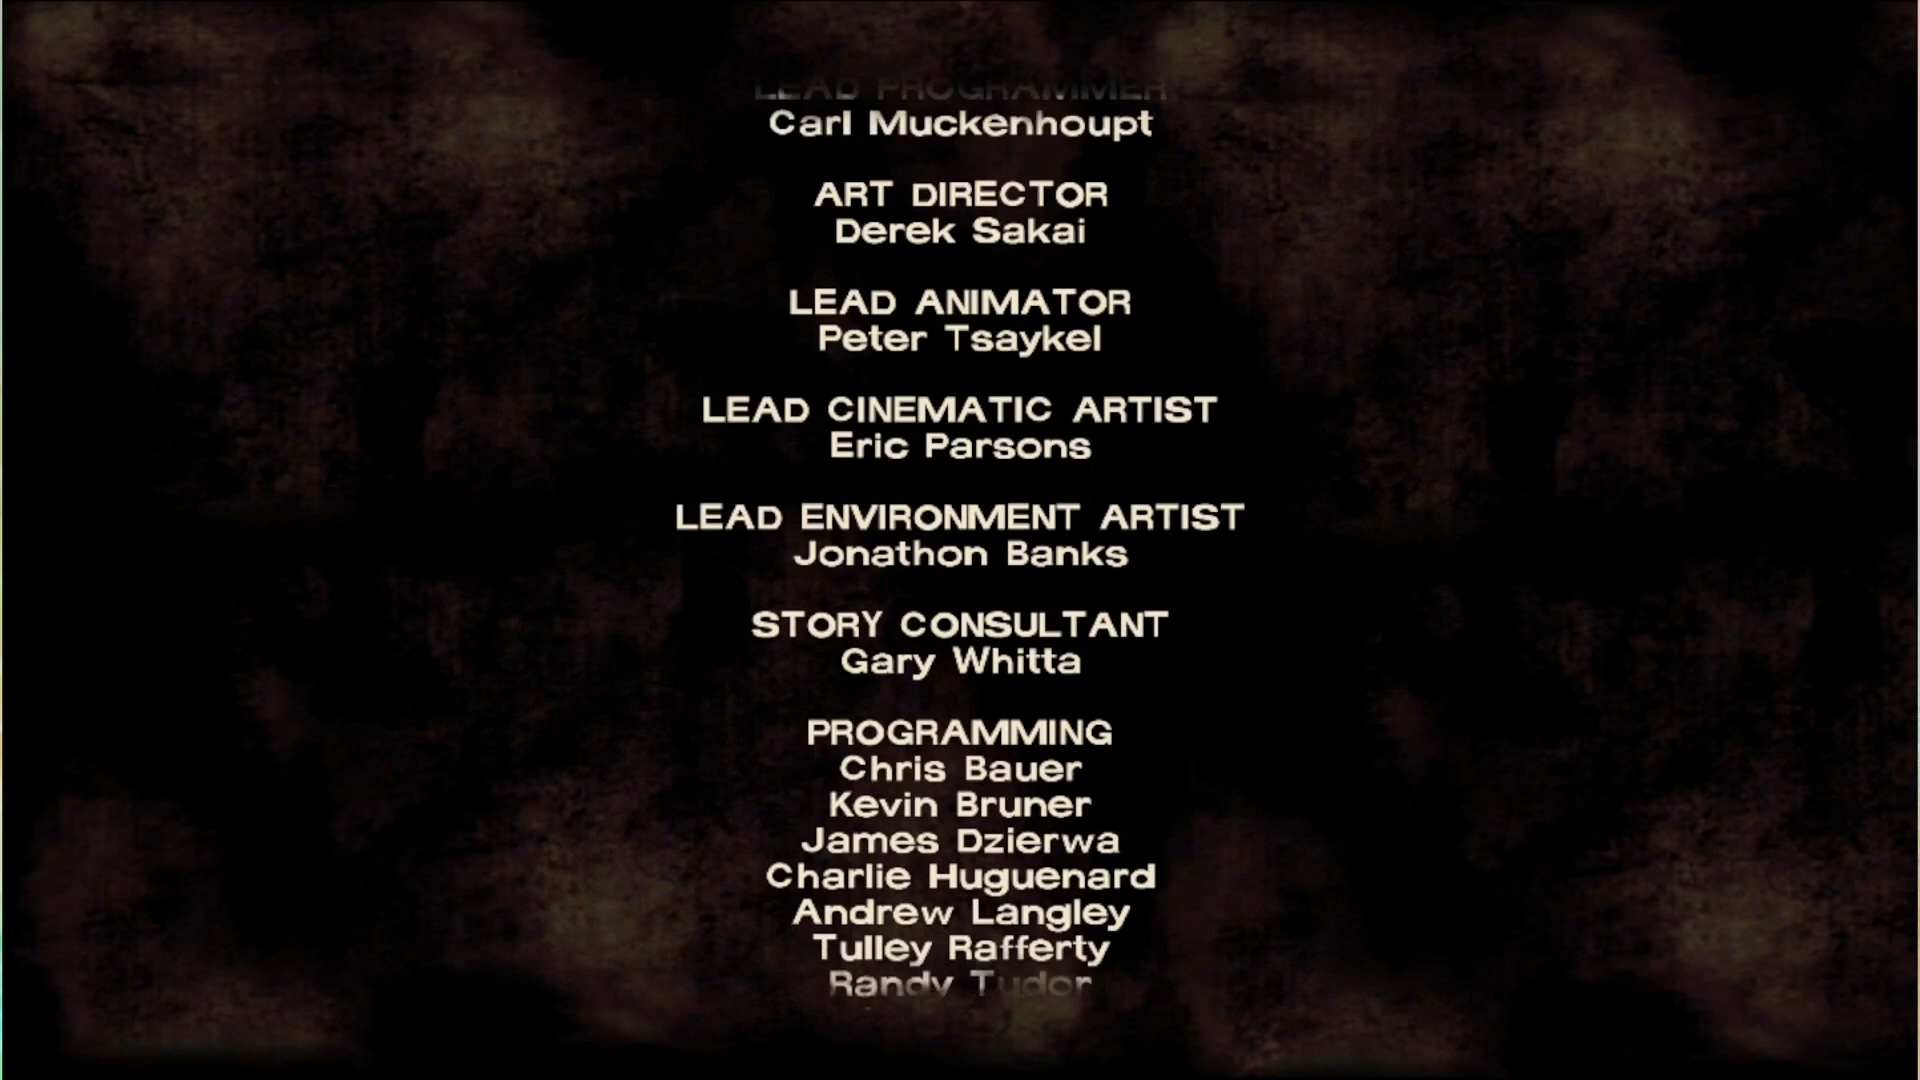 LEAD PROGRAMMER
Carl Muckenhoupt
ART DIRECTOR
Derek Sakai
LEAD ANIMATOR
Peter Tsaykel
LEAD CINEMATIC ARTIST
Eric Parsons
LEAD ENVIRONMENT ARTIST
Jonathon Banks
STORY CONSULTANT
Gary Whitta
PROGRAMMING
Chris Bauer
Kevin Bruner
James Dzierwa
Charlie Huguenard
Andrew Langley
Tulley Rafferty
Randy Tudor